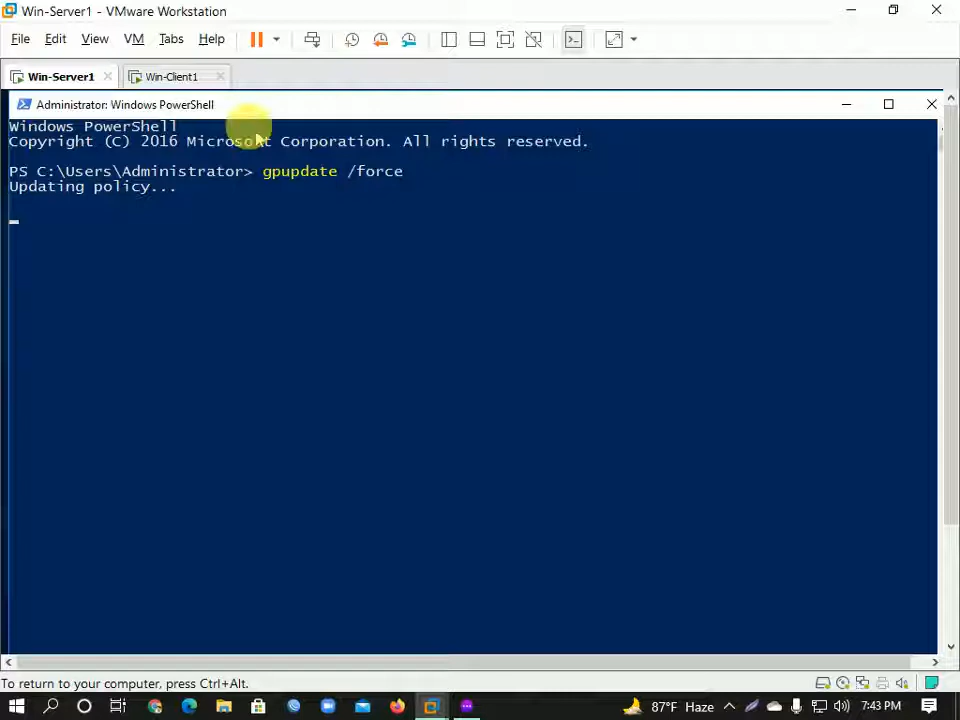 Win-Server1 - VMware Workstation
File Edit View VM Tabs Help
Win-Server1 Win-Client1
Administrator: Windows PowerShell
Windows PowerShell
Copyright (C) 2016 Microsoft Corporation. All rights reserved.
PS C:\Users\Administrator> gpupdate /force
Updating policy...
To return to your computer, press Ctrl+Alt.
87°F Haze 7:43 PM